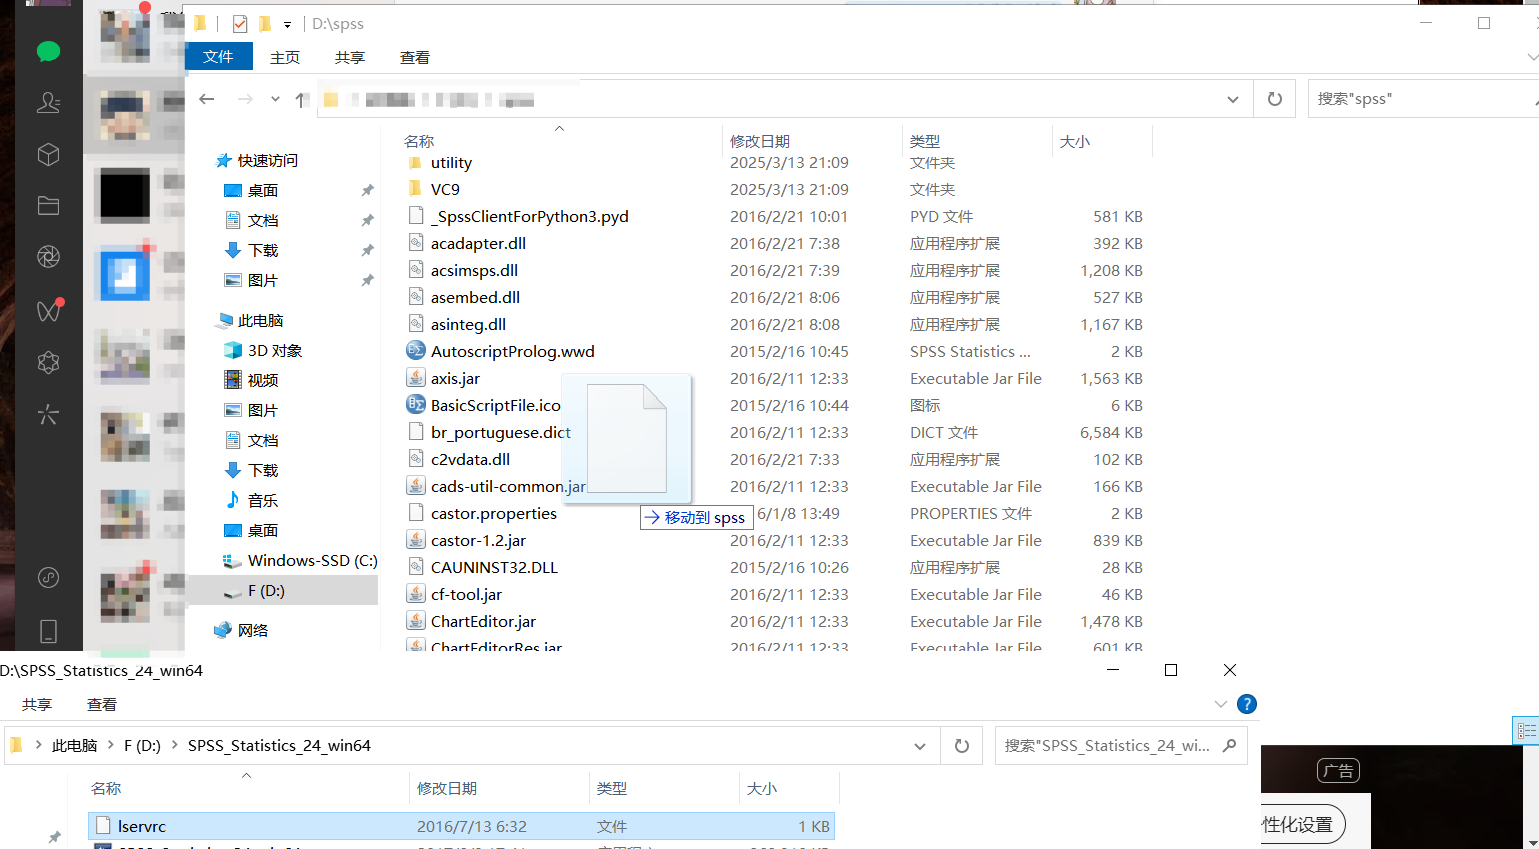 D:\spss
文件 主页 共享 查看
搜索"spss"
名称 修改日期 类型 大小
快速访问
桌面
文档
下载
图片
此电脑
3D 对象
视频
图片
文档
下载
音乐
桌面
Windows-SSD (C:)
F (D:)
网络
utility 2025/3/13 21:09 文件夹
VC9 2025/3/13 21:09 文件夹
_SpssClientForPython3.pyd 2016/2/21 10:01 PYD 文件 581 KB
acadapter.dll 2016/2/21 7:38 应用程序扩展 392 KB
acsimsps.dll 2016/2/21 7:39 应用程序扩展 1,208 KB
asembed.dll 2016/2/21 8:06 应用程序扩展 527 KB
asinteg.dll 2016/2/21 8:08 应用程序扩展 1,167 KB
AutoscriptProlog.wwd 2015/2/16 10:45 SPSS Statistics ... 2 KB
axis.jar 2016/2/11 12:33 Executable Jar File 1,563 KB
BasicScriptFile.ico 2015/2/16 10:44 图标 6 KB
br_portuguese.dict 2016/2/11 12:33 DICT 文件 6,584 KB
c2vdata.dll 2016/2/21 7:33 应用程序扩展 102 KB
cads-util-common.jar 2016/2/11 12:33 Executable Jar File 166 KB
castor.properties 6/1/8 13:49 PROPERTIES 文件 2 KB
移动到 spss
castor-1.2.jar 2016/2/11 12:33 Executable Jar File 839 KB
CAUNINST32.DLL 2015/2/16 10:26 应用程序扩展 28 KB
cf-tool.jar 2016/2/11 12:33 Executable Jar File 46 KB
ChartEditor.jar 2016/2/11 12:33 Executable Jar File 1,478 KB
ChartEditorRes.jar 2016/2/11 12:33 Executable Jar File 601 KB
D:\SPSS_Statistics_24_win64
共享 查看
此电脑 F (D:) SPSS_Statistics_24_win64
搜索"SPSS_Statistics_24_wi...
名称 修改日期 类型 大小
lservrc 2016/7/13 6:32 文件 1 KB
广告
性化设置